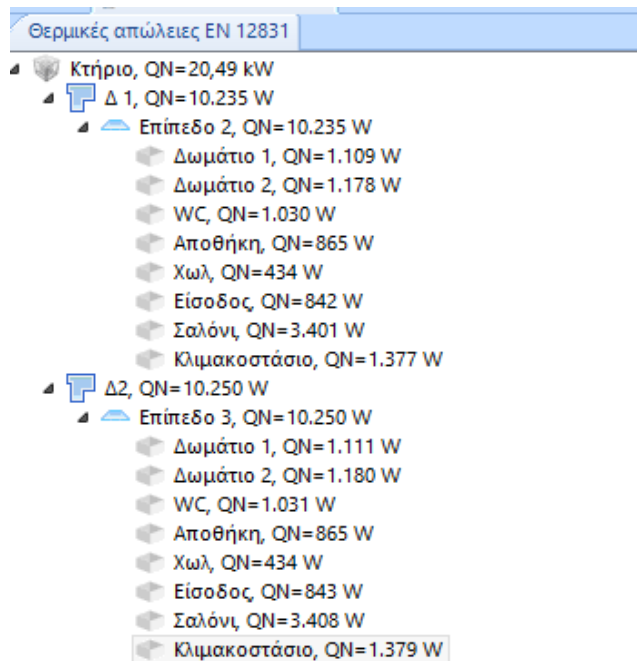 Θερμικές απώλειες EN 12831
Κτήριο, QN=20,49 kW
Δ 1, QN=10.235 W
Επίπεδο 2, QN=10.235 W
Δωμάτιο 1, QN=1.109 W
Δωμάτιο 2, QN=1.178 W
WC, QN=1.030 W
Αποθήκη, QN=865 W
Χωλ, QN=434 W
Είσοδος, QN=842 W
Σαλόνι, QN=3.401 W
Κλιμακοστάσιο, QN=1.377 W
Δ2, QN=10.250 W
Επίπεδο 3, QN=10.250 W
Δωμάτιο 1, QN=1.111 W
Δωμάτιο 2, QN=1.180 W
WC, QN=1.031 W
Αποθήκη, QN=865 W
Χωλ, QN=434 W
Είσοδος, QN=843 W
Σαλόνι, QN=3.408 W
Κλιμακοστάσιο, QN=1.379 W